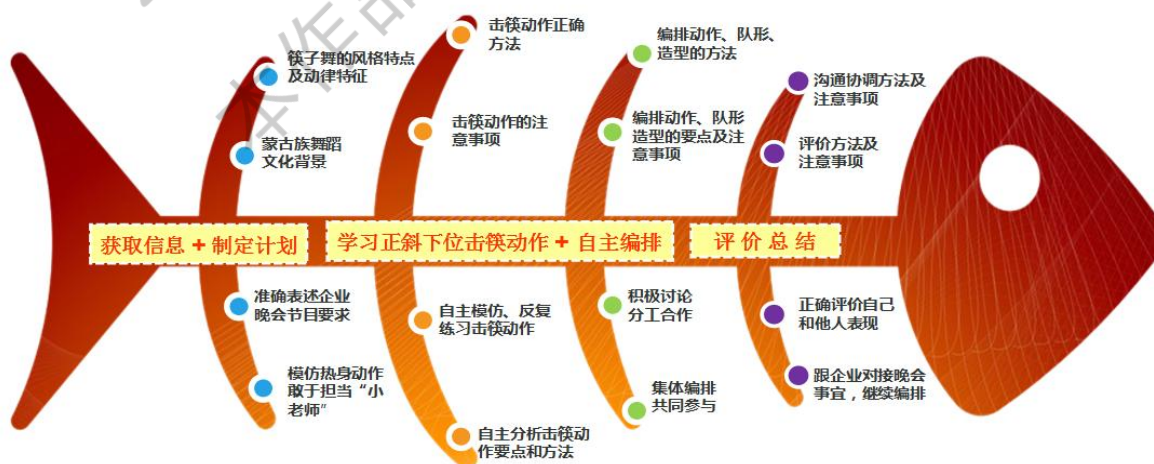 本作品
筷子舞的风格特点
及动律特征
蒙古族舞蹈
文化背景
击筷动作正确
方法
击筷动作的注
意事项
编排动作、队形、
造型的方法
编排动作、队形
造型的要点及注
意事项
沟通协调方法及
注意事项
评价方法及
注意事项
获取信息 + 制定计划
学习正斜下位击筷动作 + 自主编排
评 价 总 结
准确表述企业
晚会节目要求
模仿热身动作
敢于担当“小
老师”
自主模仿、反复
练习击筷动作
自主分析击筷动
作要点和方法
积极讨论
分工合作
集体编排
共同参与
正确评价自己
和他人表现
跟企业对接晚会
事宜，继续编排